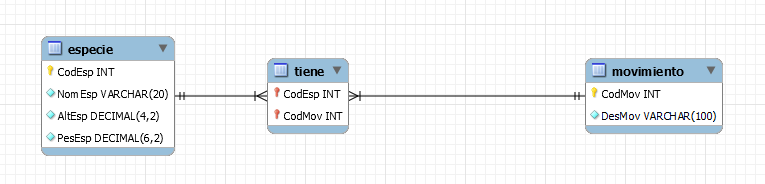 especie
CodEsp INT
NomEsp VARCHAR(20)
AltEsp DECIMAL(4,2)
PesEsp DECIMAL(6,2)
tiene
CodEsp INT
CodMov INT
movimiento
CodMov INT
DesMov VARCHAR(100)